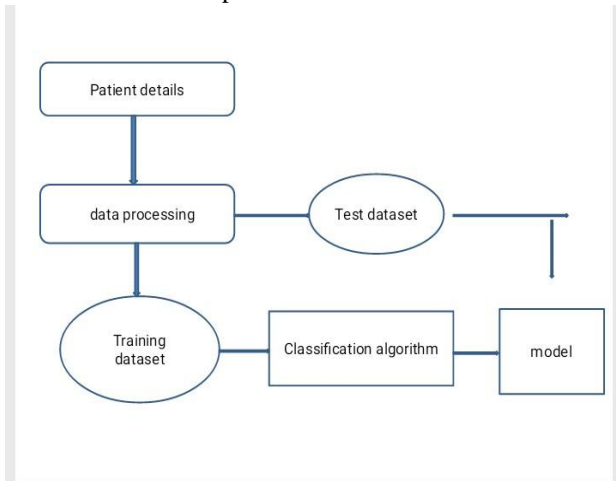 Patient details
data processing
Test dataset
Training
dataset
Classification algorithm
model